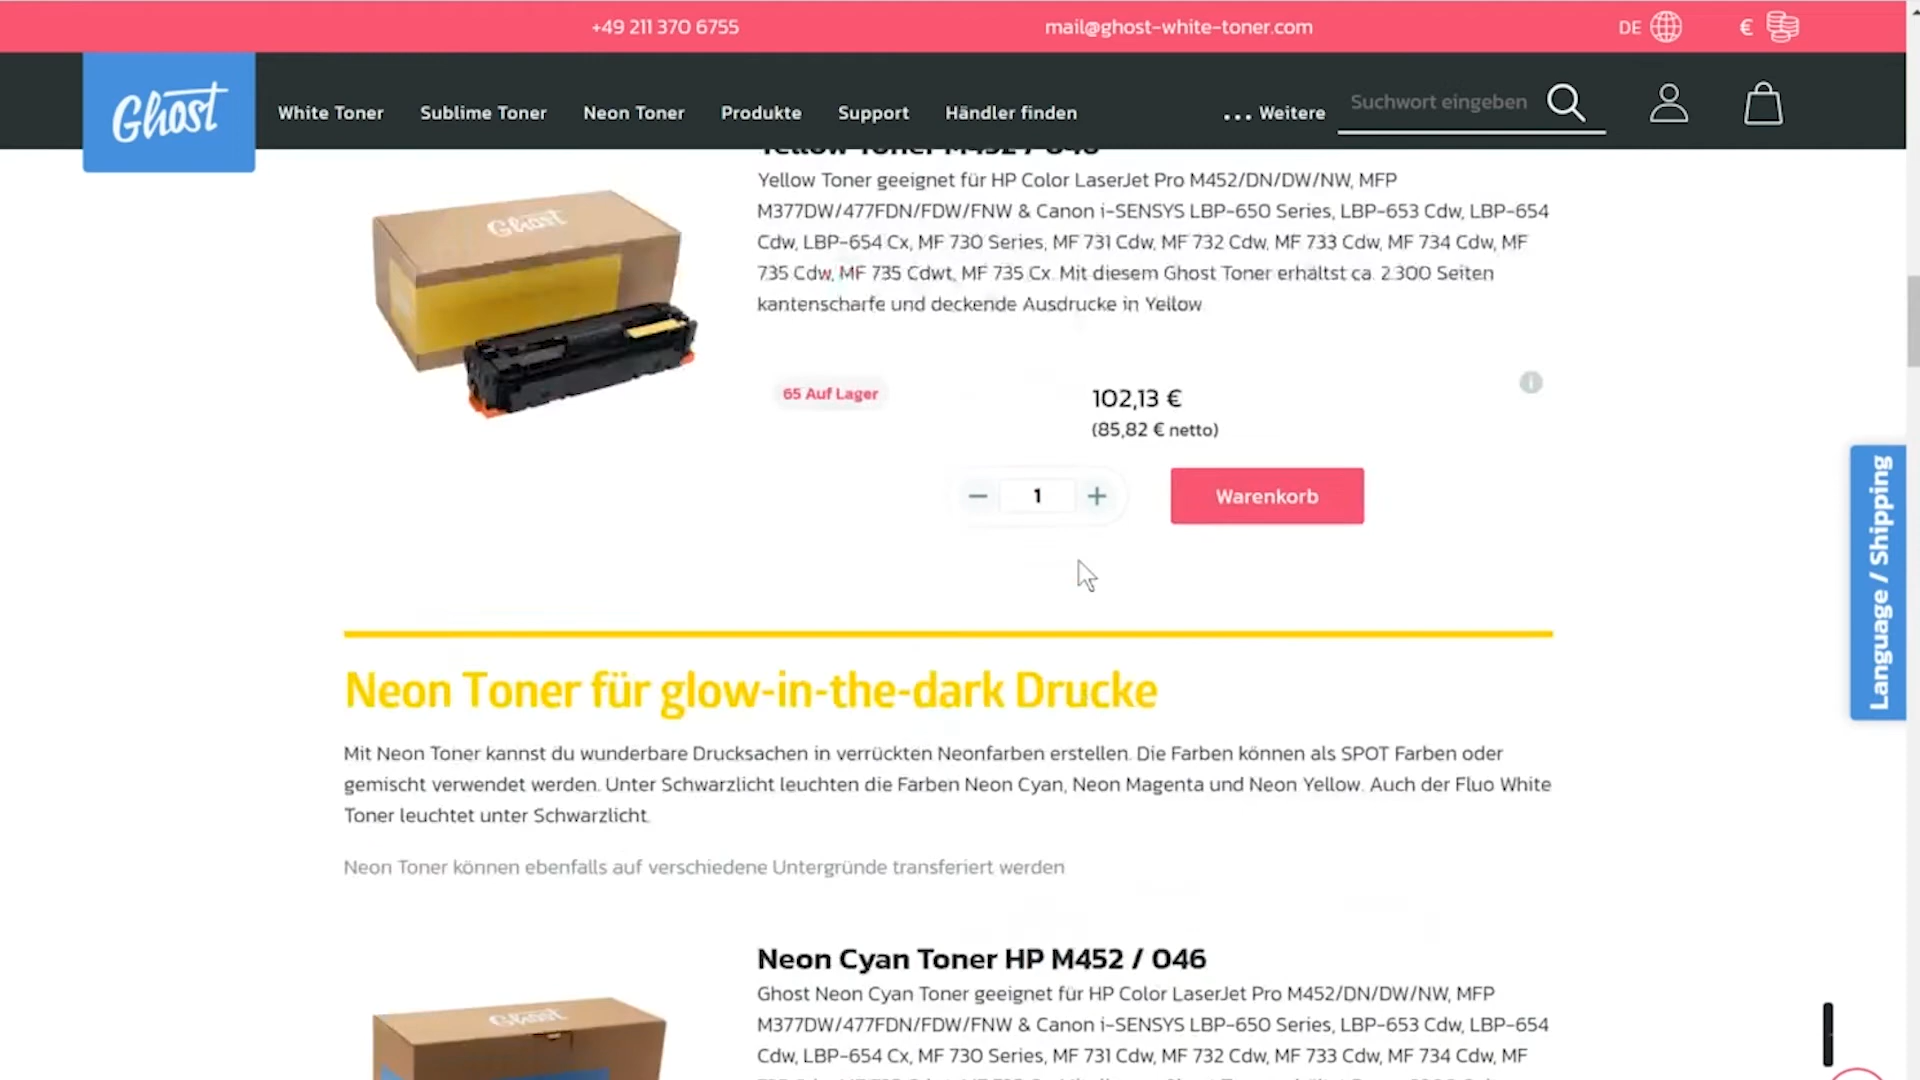 +49 211 370 6755
mail@ghost-white-toner.com
DE
€
Ghost
White Toner
Sublime Toner
Neon Toner
Produkte
Support
Händler finden
... Weitere
Suchwort eingeben
Yellow Toner M452 / 046
Yellow Toner geeignet für HP Color LaserJet Pro M452/DN/DW/NW, MFP
M377DW/477FDN/FDW/FNW & Canon i-SENSYS LBP-650 Series, LBP-653 Cdw, LBP-654
Cdw, LBP-654 Cx, MF 730 Series, MF 731 Cdw, MF 732 Cdw, MF 733 Cdw, MF 734 Cdw, MF
735 Cdw, MF 735 Cdwt, MF 735 Cx. Mit diesem Ghost Toner erhältst ca. 2.300 Seiten
kantenscharfe und deckende Ausdrucke in Yellow
Ghost
65 Auf Lager
102,13 €
(85,82 € netto)
1
Warenkorb
Language / Shipping
Neon Toner für glow-in-the-dark Drucke
Mit Neon Toner kannst du wunderbare Drucksachen in verrückten Neonfarben erstellen. Die Farben können als SPOT Farben oder
gemischt verwendet werden. Unter Schwarzlicht leuchten die Farben Neon Cyan, Neon Magenta und Neon Yellow. Auch der Fluo White
Toner leuchtet unter Schwarzlicht.
Neon Toner können ebenfalls auf verschiedene Untergründe transferiert werden
Neon Cyan Toner HP M452 / 046
Ghost Neon Cyan Toner geeignet für HP Color LaserJet Pro M452/DN/DW/NW, MFP
M377DW/477FDN/FDW/FNW & Canon i-SENSYS LBP-650 Series, LBP-653 Cdw, LBP-654
Cdw, LBP-654 Cx, MF 730 Series, MF 731 Cdw, MF 732 Cdw, MF 733 Cdw, MF 734 Cdw, MF
Ghost